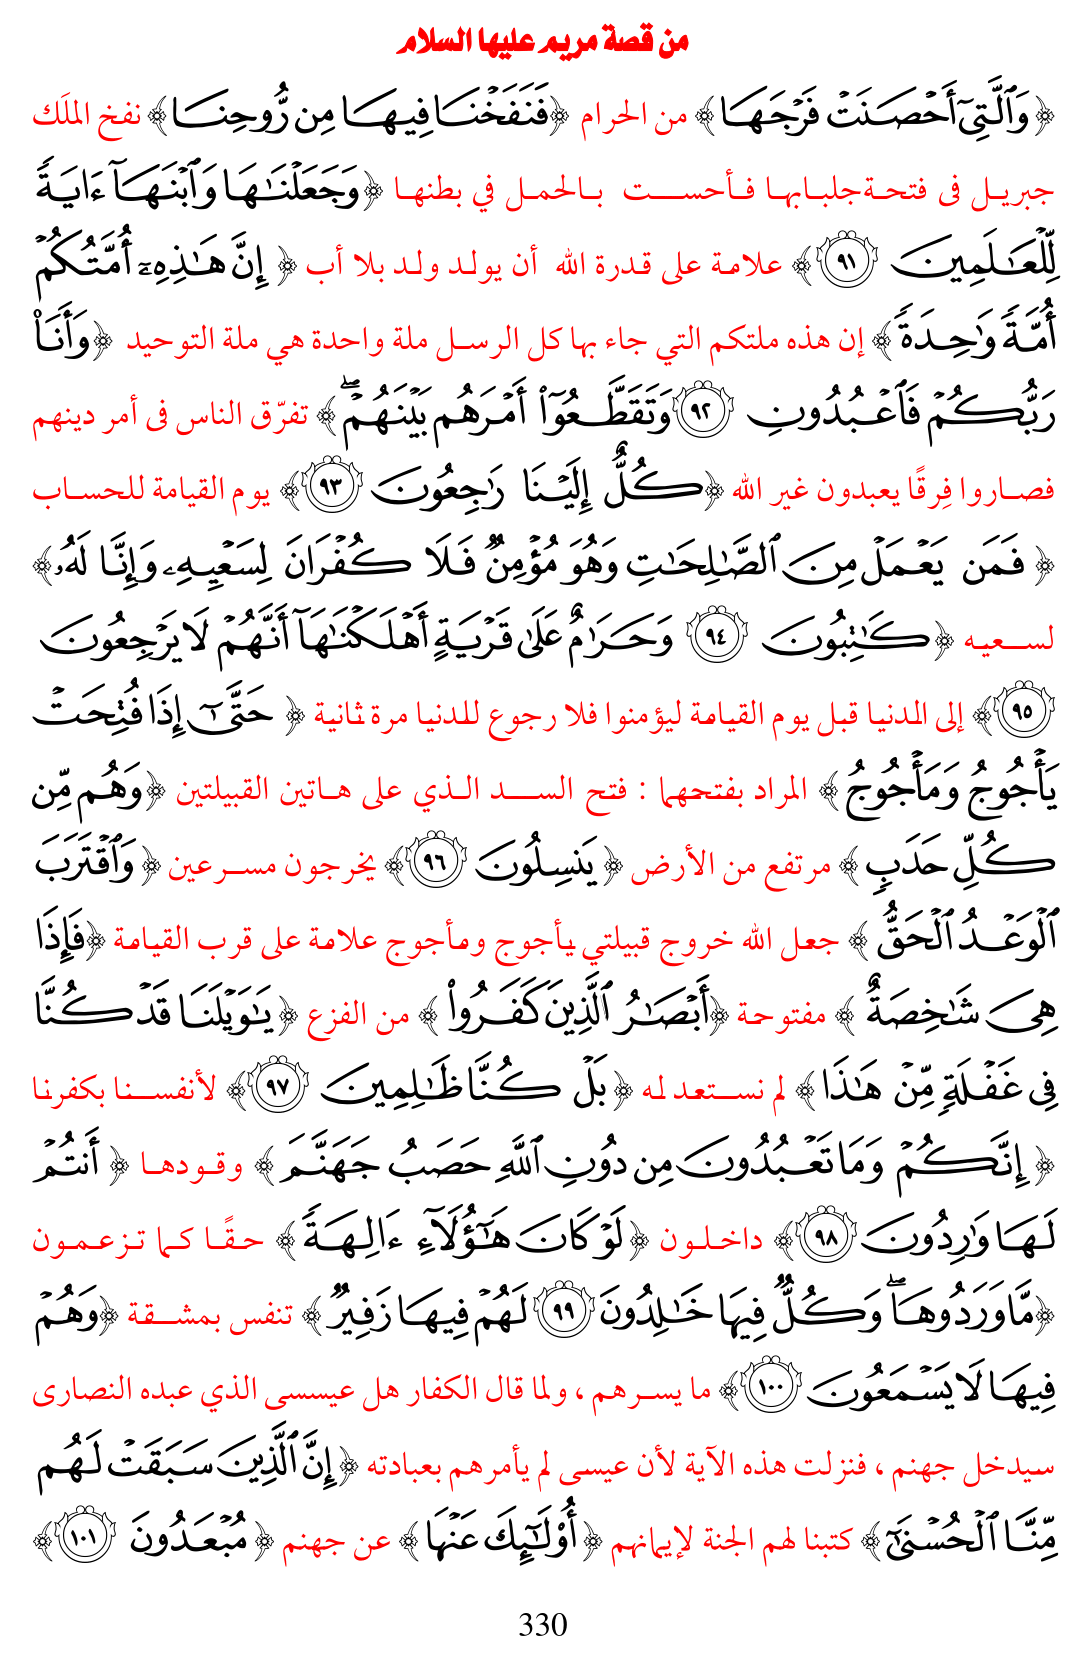 من قصة مريم عليها السلام
﴿ وَٱلَّتِىٓ أَحۡصَنَتۡ فَرۡجَهَا﴾ من الحرام ﴿فَنَفَخۡنَا فِيهَا مِن رُّوحِنَا﴾ نفخ الملَك
جبريل فى فتحة جلبابها فأحست بالحمل في بطنها ﴿وَجَعَلۡنَٰهَا وَٱبۡنَهَآ ءَايَةٗ
لِّلۡعَٰلَمِينَ ٩١﴾ علامة على قدرة الله أن يولد ولد بلا أب ﴿ إِنَّ هَٰذِهِۦٓ أُمَّتُكُمۡ
أُمَّةٗ وَٰحِدَةٗ﴾ إن هذه ملتكم التي جاء بها كل الرسل ملة واحدة هي ملة التوحيد ﴿وَأَنَا۠
رَبُّكُمۡ فَٱعۡبُدُونِ ٩٢ وَتَقَطَّعُوٓاْ أَمۡرَهُم بَيۡنَهُمۡۖ﴾ تفرّق الناس فى أمر دينهم
فصاروا فِرقًا يعبدون غير الله ﴿كُلٌّ إِلَيۡنَا رَٰجِعُونَ ٩٣﴾ يوم القيامة للحساب
﴿ فَمَن يَعۡمَلۡ مِنَ ٱلصَّٰلِحَٰتِ وَهُوَ مُؤۡمِنٞ فَلَا كُفۡرَانَ لِسَعۡيِهِۦ وَإِنَّا لَهُۥ﴾
لسعيه ﴿كَٰتِبُونَ ٩٤ وَحَرَٰمٌ عَلَىٰ قَرۡيَةٍ أَهۡلَكۡنَٰهَآ أَنَّهُمۡ لَا يَرۡجِعُونَ
٩٥﴾ إلى الدنيا قبل يوم القيامة ليؤمنوا فلا رجوع للدنيا مرة ثانية ﴿ حَتَّىٰٓ إِذَا فُتِحَتۡ
يَأۡجُوجُ وَمَأۡجُوجُ ﴾ المراد بفتحهما : فتح السد الذي على هاتين القبيلتين ﴿وَهُم مِّن
كُلِّ حَدَبٖ ﴾ مرتفع من الأرض ﴿ يَنسِلُونَ ٩٦﴾ يخرجون مسرعين ﴿ وَٱقۡتَرَبَ
ٱلۡوَعۡدُ ٱلۡحَقُّ ﴾ جعل الله خروج قبيلتي يأجوج ومأجوج علامة على قرب القيامة ﴿فَإِذَا
هِىَ شَٰخِصَةٌ ﴾ مفتوحة ﴿أَبۡصَٰرُ ٱلَّذِينَ كَفَرُواْ ﴾ من الفزع ﴿ يَٰوَيۡلَنَا قَدۡ كُنَّا
فِى غَفۡلَةٖ مِّنۡ هَٰذَا ﴾ لم نستعد له ﴿ بَلۡ كُنَّا ظَٰلِمِينَ ٩٧﴾ لأنفسنا بكفرنا
﴿ إِنَّكُمۡ وَمَا تَعۡبُدُونَ مِن دُونِ ٱللَّهِ حَصَبُ جَهَنَّمَ ﴾ وقودها ﴿ أَنتُمۡ
لَهَا وَٰرِدُونَ ٩٨﴾ داخلون ﴿لَوۡ كَانَ هَٰٓؤُلَآءِ ءَالِهَةٗ ﴾ حقًا كما تزعمون
﴿مَّا وَرَدُوهَاۖ وَكُلّٞ فِيهَا خَٰلِدُونَ ٩٩ لَهُمۡ فِيهَا زَفِيرٞ ﴾ تنفس بمشقة ﴿وَهُمۡ
فِيهَا لَا يَسۡمَعُونَ ١٠٠﴾ ما يسرهم ، ولما قال الكفار هل عيسسى الذي عبده النصارى
سيدخل جهنم ، فنزلت هذه الآية لأن عيسى لم يأمرهم بعبادته ﴿ إِنَّ ٱلَّذِينَ سَبَقَتۡ لَهُم
مِّنَّا ٱلۡحُسۡنَىٰٓ ﴾ كتبنا لهم الجنة لإيمانهم ﴿ أُوْلَٰٓئِكَ عَنۡهَا ﴾ عن جهنم ﴿ مُبۡعَدُونَ ١٠١﴾
330